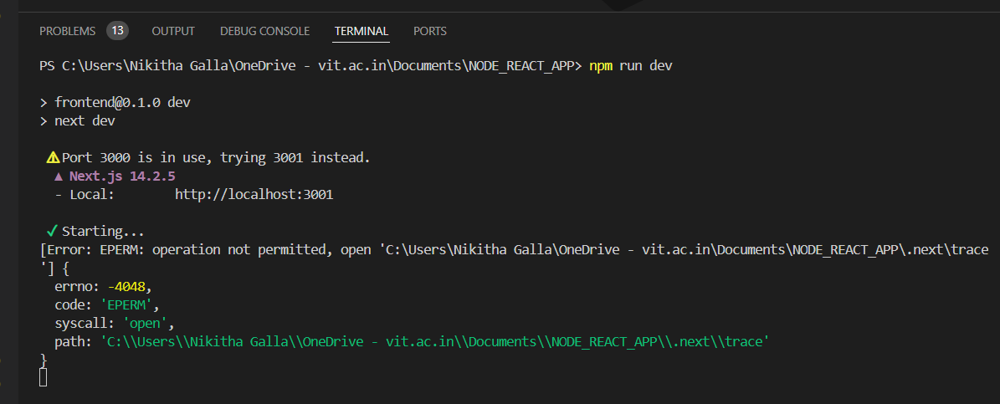 PROBLEMS 13 OUTPUT DEBUG CONSOLE TERMINAL PORTS
PS C:\Users\Nikitha Galla\OneDrive - vit.ac.in\Documents\NODE_REACT_APP> npm run dev
> frontend@0.1.0 dev
> next dev
⚠ Port 3000 is in use, trying 3001 instead.
▲ Next.js 14.2.5
- Local: http://localhost:3001
✓ Starting...
[Error: EPERM: operation not permitted, open 'C:\Users\Nikitha Galla\OneDrive - vit.ac.in\Documents\NODE_REACT_APP\.next\trace
'] {
errno: -4048,
code: 'EPERM',
syscall: 'open',
path: 'C:\\Users\\Nikitha Galla\\OneDrive - vit.ac.in\\Documents\\NODE_REACT_APP\\.next\\trace'
}